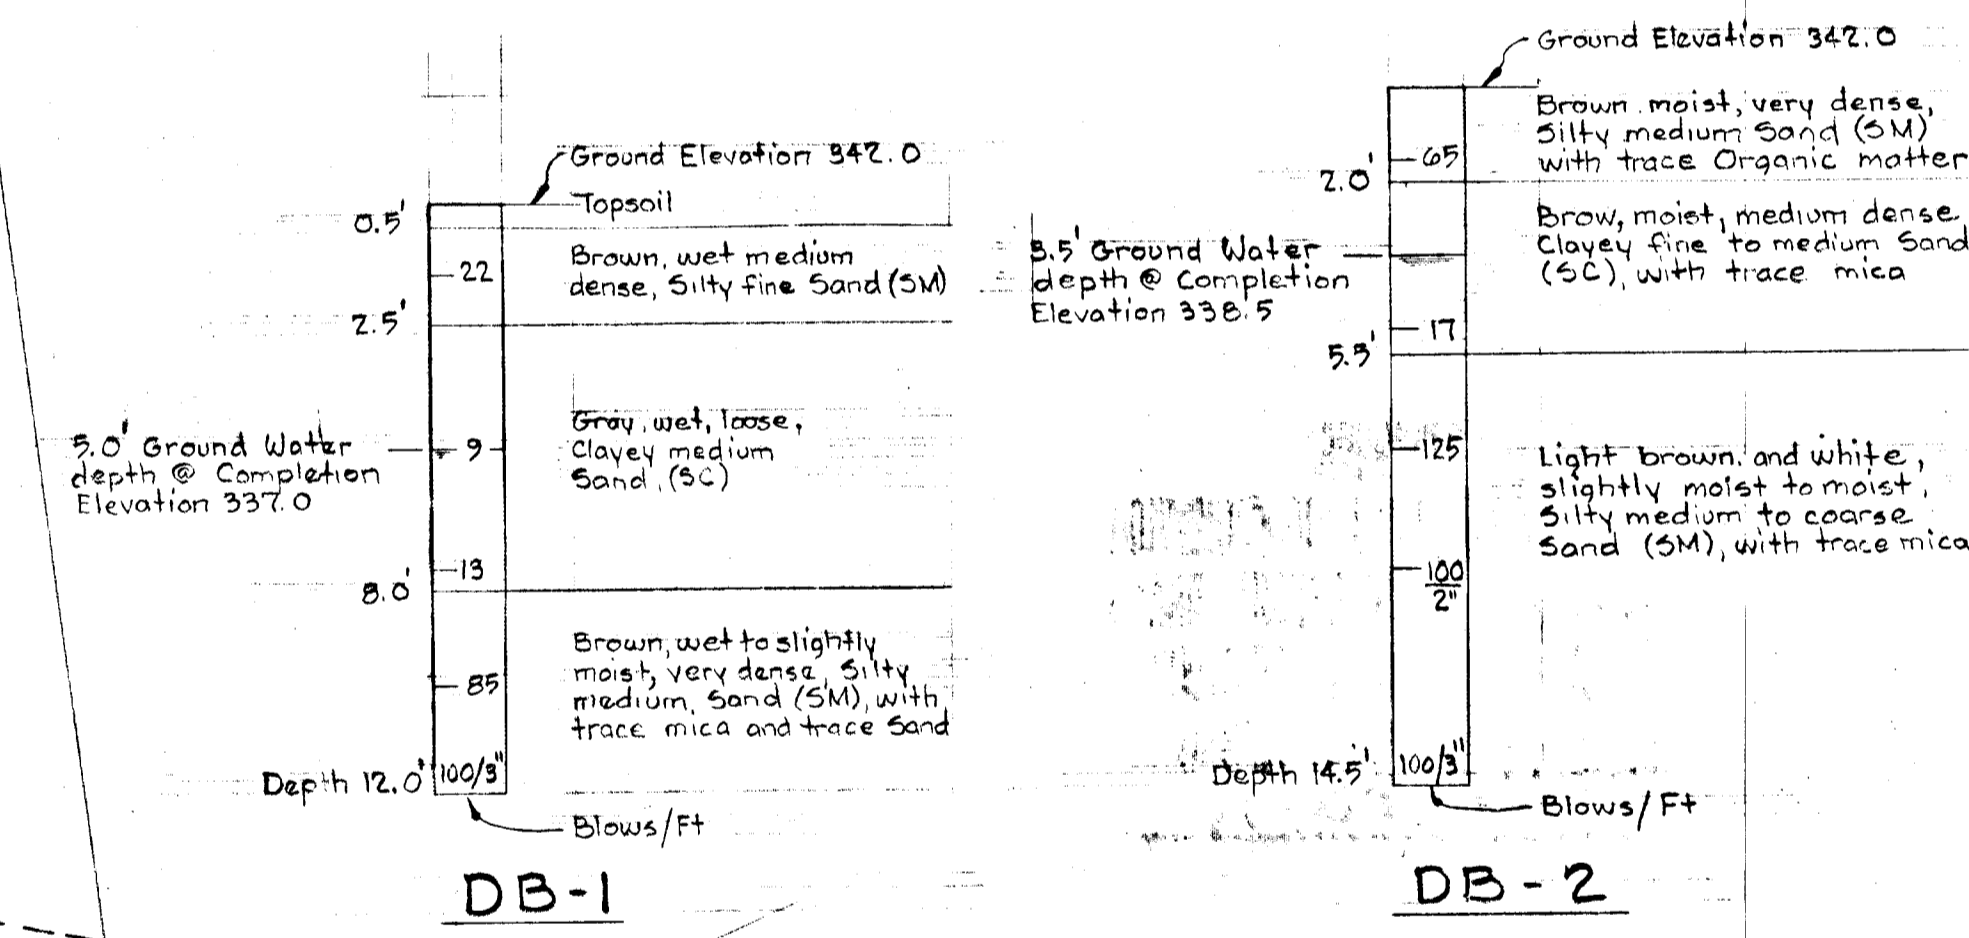 Ground Elevation 342.0
Topsoil
0.5'
Brown, wet medium
dense, Silty fine Sand (SM)
22
2.5'
Gray, wet, loose,
Clayey medium
Sand, (SC)
5.0' Ground Watter
depth @ Completion
Elevation 337.0
9
13
8.0'
Brown, wet to slightly
moist, very dense, Silty
medium, Sand (SM), with
trace mica and trace Sand
85
Depth 12.0'
100/3"
Blows/Ft
DB-1
Ground Elevation 342.0
Brown moist, very dense,
Silty medium Sand (SM)
with trace Organic matter
65
2.0'
Brow, moist, medium dense
Clayey fine to medium Sand
(SC), with trace mica
3.5' Ground Water
depth @ Completion
Elevation 338.5
17
5.5'
125
Light brown and white,
slightly moist to moist,
Silty medium to coarse
Sand (SM), with trace mica
100
2"
Depth 14.5'
100/3"
Blows/Ft
DB-2